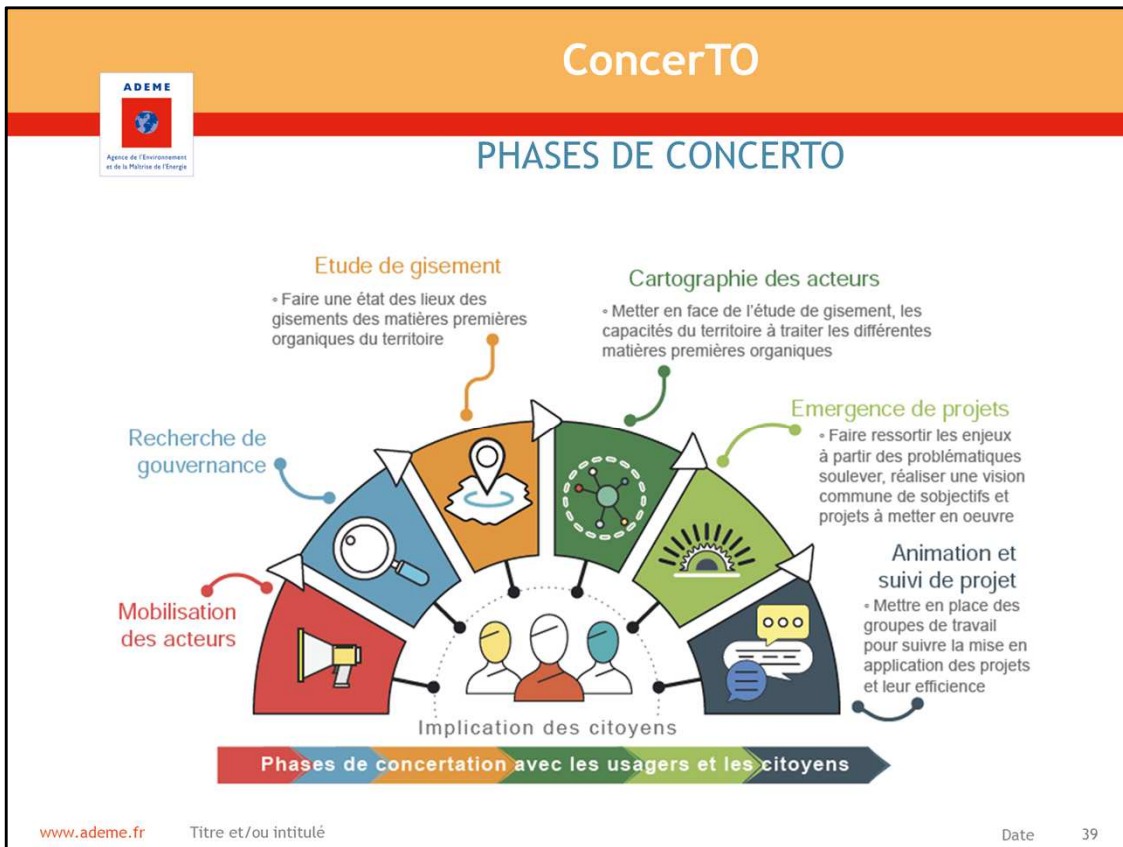 ConcerTO
ADEME
Agence de l'Environnement
et de la Maîtrise de l'Energie
PHASES DE CONCERTO
Etude de gisement
◦ Faire une état des lieux des
gisements des matières premières
organiques du territoire
Cartographie des acteurs
◦ Metter en face de l'étude de gisement, les
capacités du territoire à traiter les différentes
matières premières organiques
Recherche de
gouvernance
Emergence de projets
◦ Faire ressortir les enjeux
à partir des problématiques
soulever, réaliser une vision
commune de sobjectifs et
projets à metter en oeuvre
Mobilisation
des acteurs
Animation et
suivi de projet
◦ Mettre en place des
groupes de travail
pour suivre la mise en
application des projets
et leur efficience
Implication des citoyens
Phases de concertation avec les usagers et les citoyens
www.ademe.fr Titre et/ou intitulé Date 39